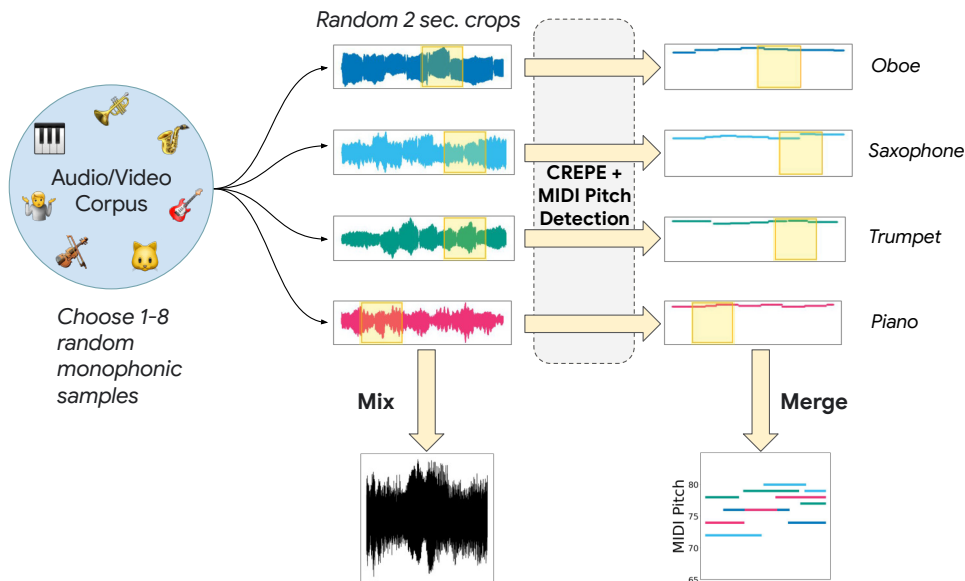 Random 2 sec. crops
Oboe
Saxophone
Audio/Video
Corpus
CREPE +
MIDI Pitch
Detection
Trumpet
Choose 1-8
random
monophonic
samples
Piano
Mix
Merge
MIDI Pitch
80
75
70
65